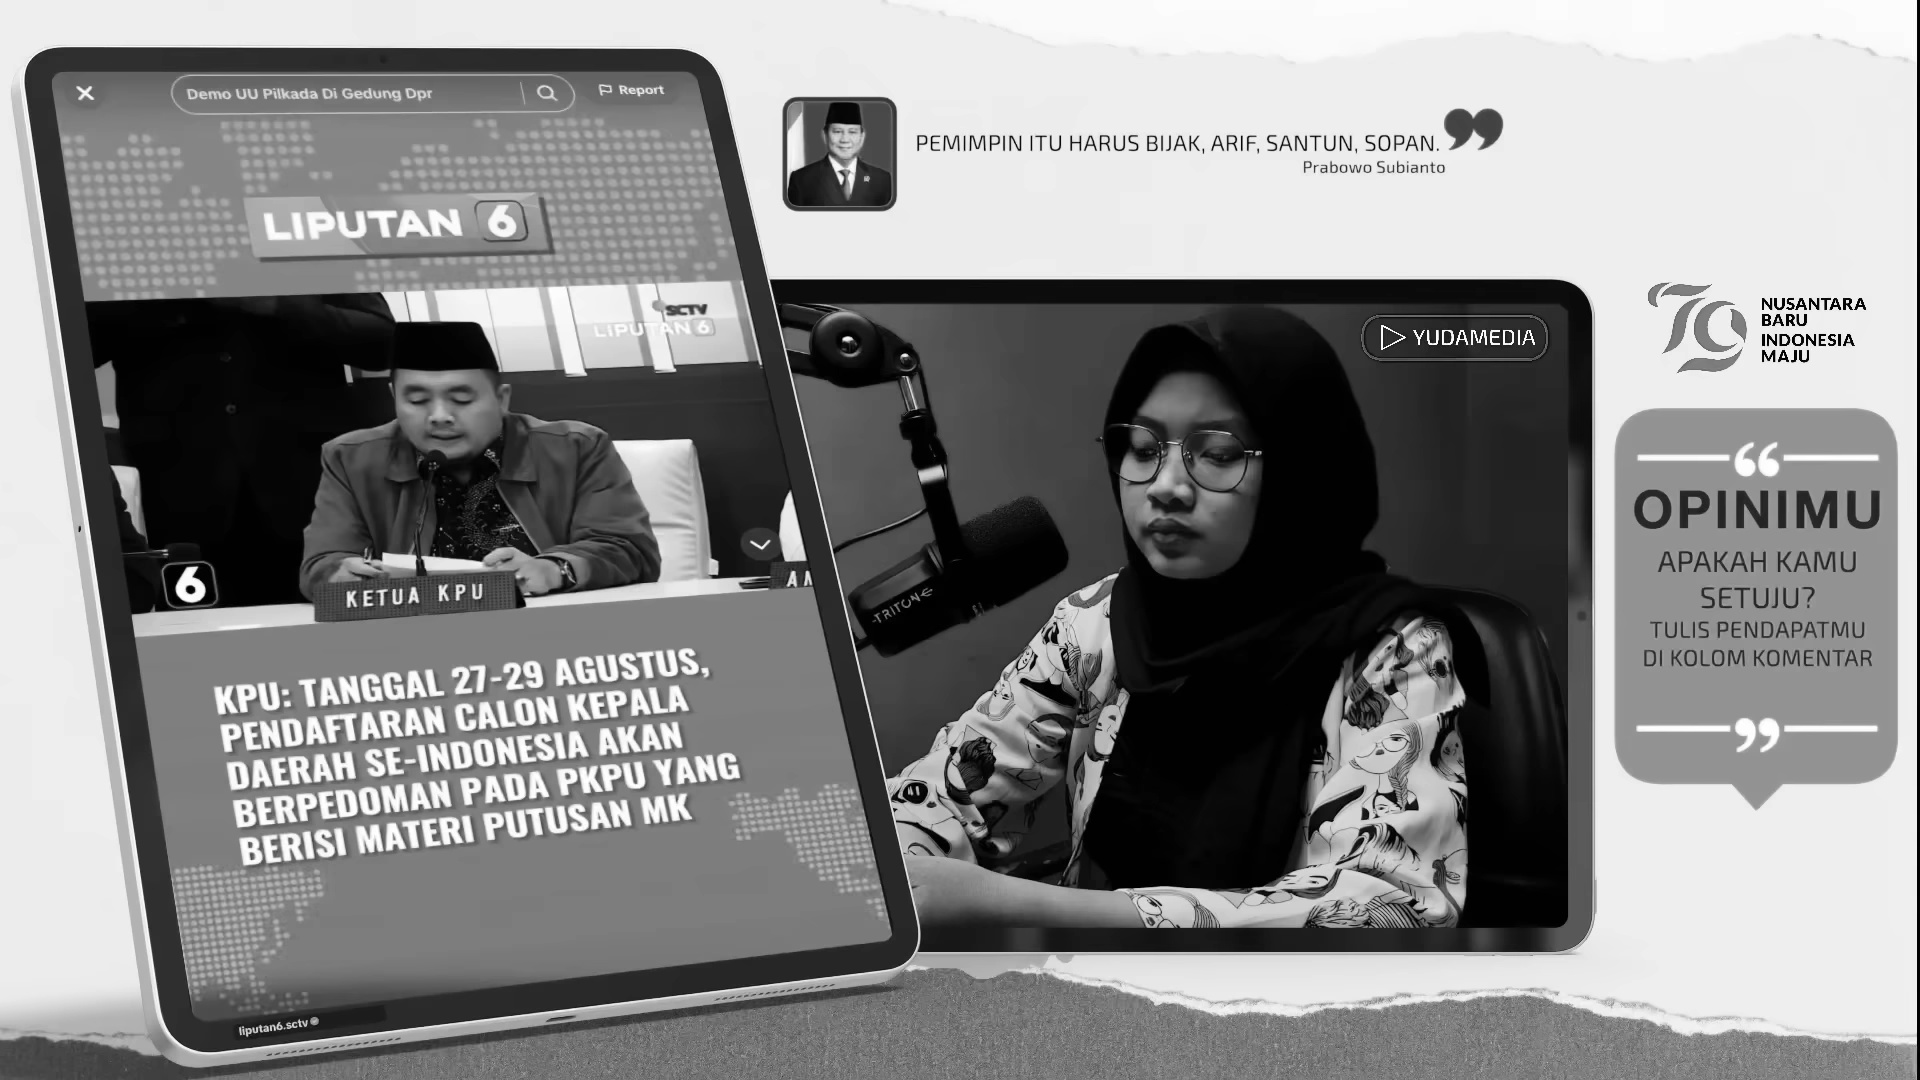 Demo UU Pilkada Di Gedung Dpr
Report
LIPUTAN 6
SCTV
LIPUTAN 6
6
KETUA KPU
AN
KPU: TANGGAL 27-29 AGUSTUS,
PENDAFTARAN CALON KEPALA
DAERAH SE-INDONESIA AKAN
BERPEDOMAN PADA PKPU YANG
BERISI MATERI PUTUSAN MK
liputan6.sctv
PEMIMPIN ITU HARUS BIJAK, ARIF, SANTUN, SOPAN.
Prabowo Subianto
YUDAMEDIA
TRITON
79
NUSANTARA
BARU
INDONESIA
MAJU
OPINIMU
APAKAH KAMU
SETUJU?
TULIS PENDAPATMU
DI KOLOM KOMENTAR